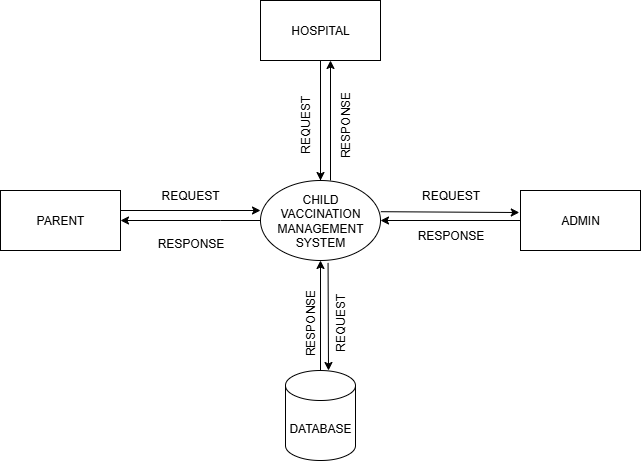 HOSPITAL
REQUEST
RESPONSE
PARENT
REQUEST
RESPONSE
CHILD
VACCINATION
MANAGEMENT
SYSTEM
REQUEST
RESPONSE
ADMIN
RESPONSE
REQUEST
DATABASE